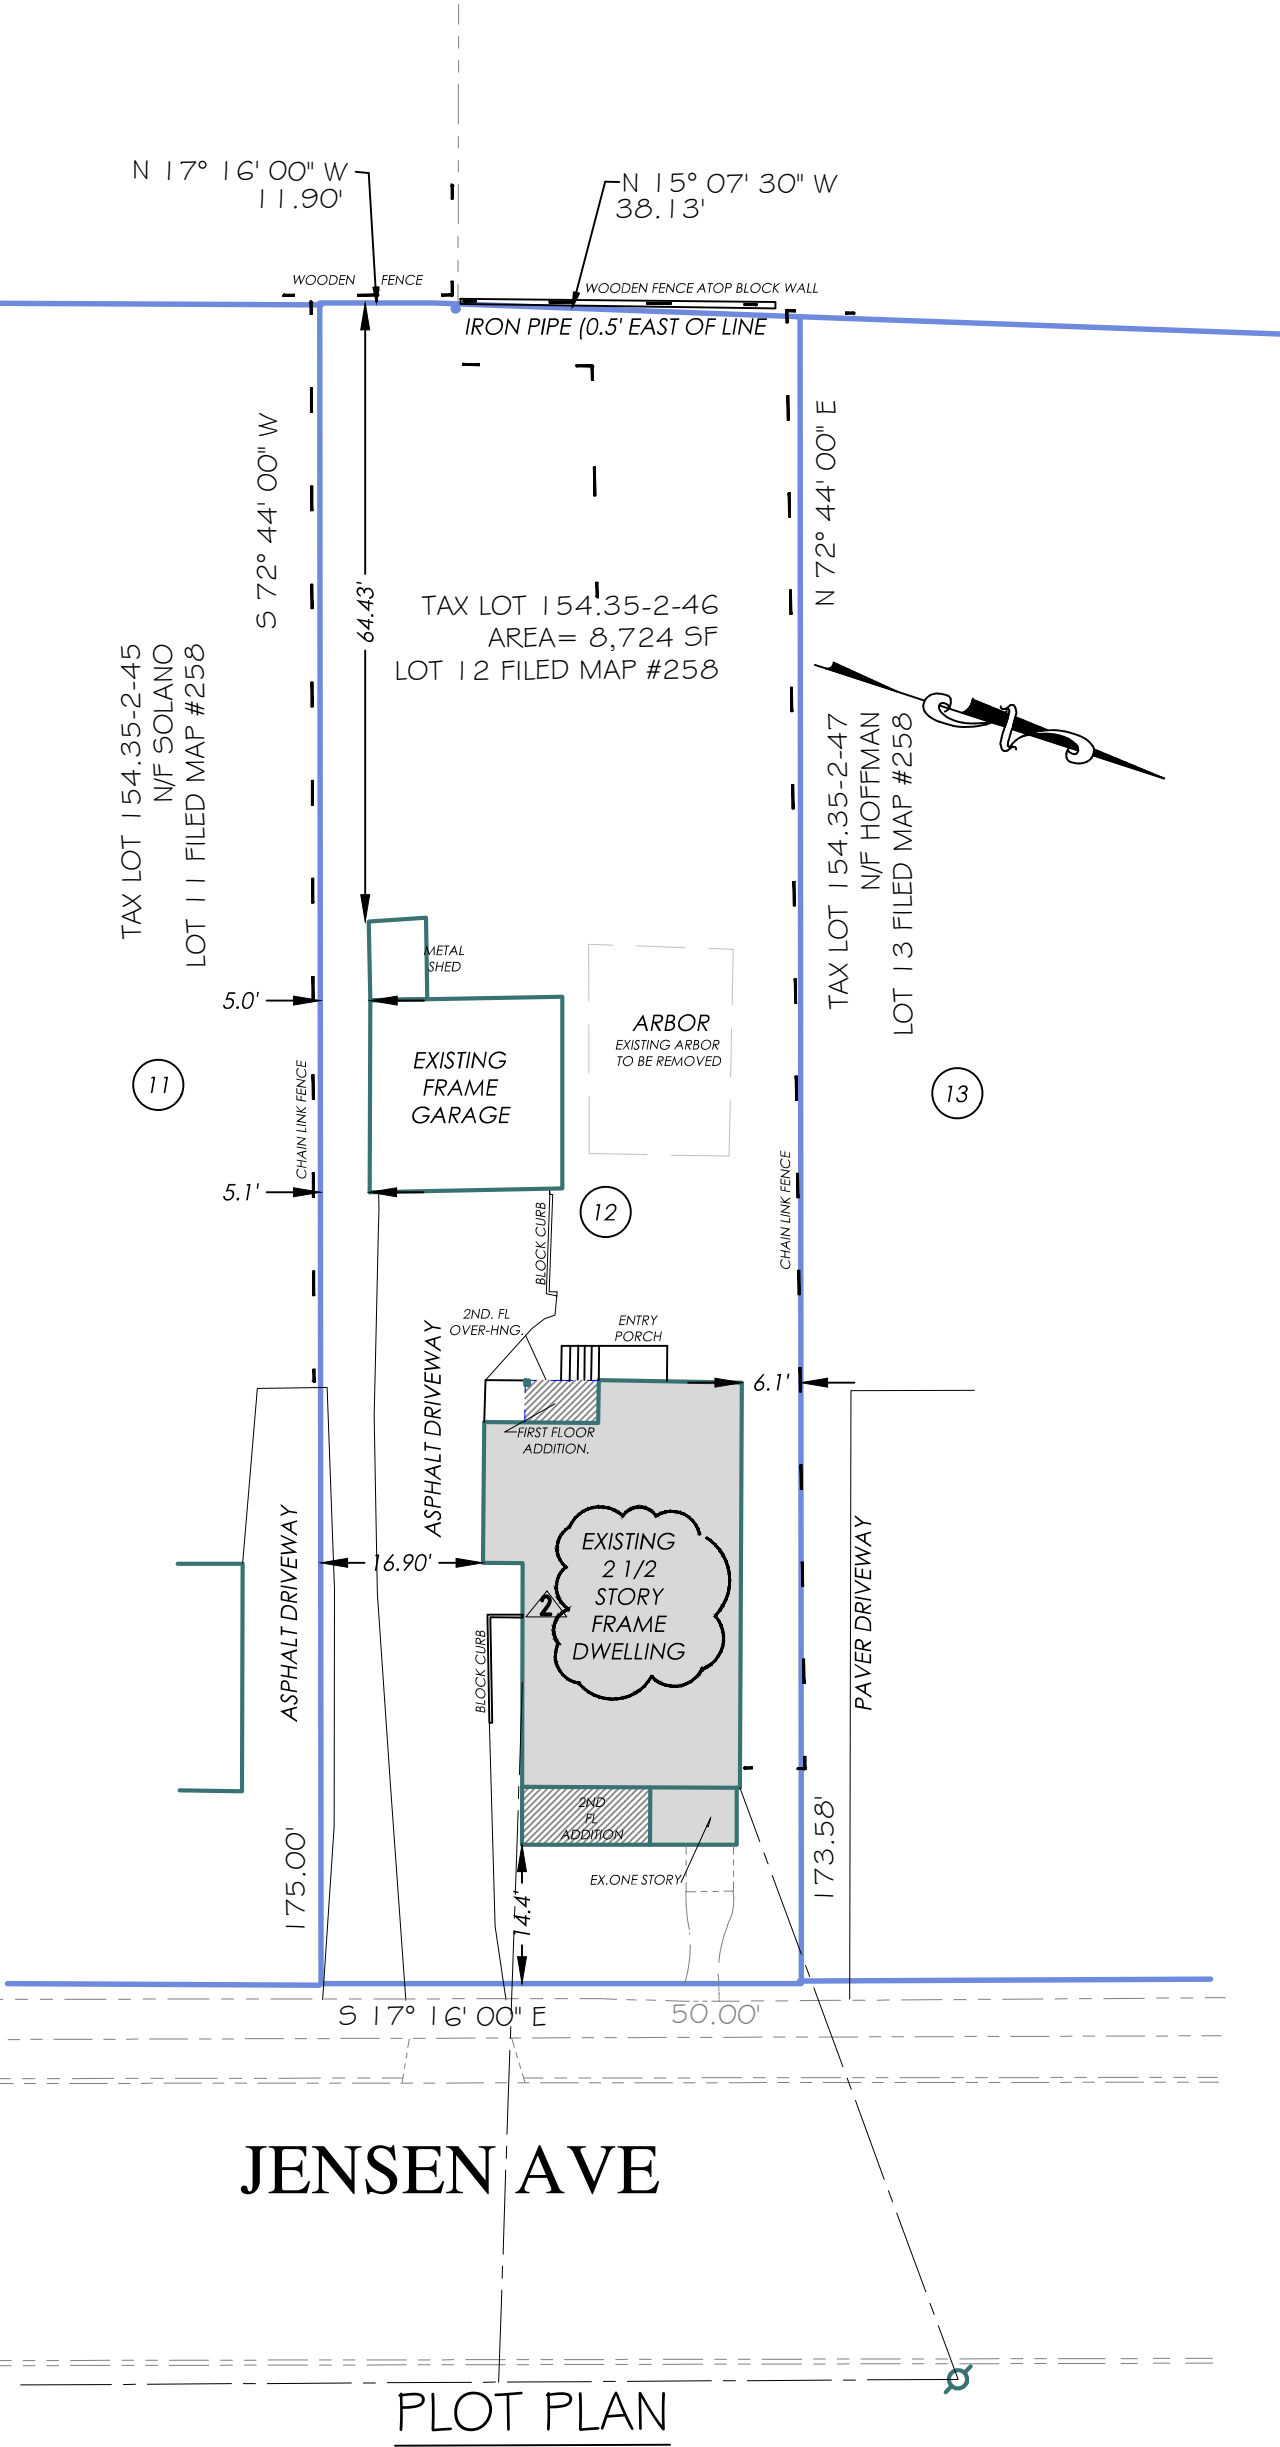 N 17° 16' 00" W
11.90'
N 15° 07' 30" W
38.13'
WOODEN FENCE
WOODEN FENCE ATOP BLOCK WALL
IRON PIPE (0.5' EAST OF LINE
S 72° 44' 00" W
N 72° 44' 00" E
64.43'
TAX LOT 154.35-2-46
AREA= 8,724 SF
LOT 12 FILED MAP #258
TAX LOT 154.35-2-45
N/F SOLANO
LOT 11 FILED MAP #258
TAX LOT 154.35-2-47
N/F HOFFMAN
LOT 13 FILED MAP #258
METAL
SHED
5.0'
ARBOR
EXISTING ARBOR
TO BE REMOVED
EXISTING
FRAME
GARAGE
11
13
CHAIN LINK FENCE
5.1'
12
CHAIN LINK FENCE
BLOCK CURB
2ND. FL
OVER-HNG.
ENTRY
PORCH
ASPHALT DRIVEWAY
6.1'
FIRST FLOOR
ADDITION.
ASPHALT DRIVEWAY
16.90'
EXISTING
2 1/2
STORY
FRAME
DWELLING
2
BLOCK CURB
PAVER DRIVEWAY
2ND
FL
ADDITION
EX.ONE STORY
175.00'
173.58'
14.4'
S 17° 16' 00" E
50.00'
JENSEN AVE
PLOT PLAN